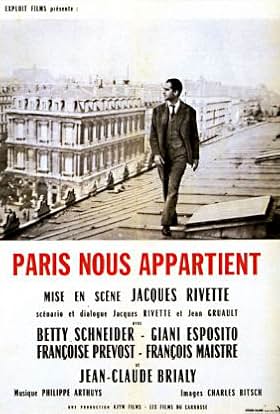 EXPLOIT FILMS présente :
PARIS NOUS APPARTIENT
MISE EN SCÈNE JACQUES RIVETTE
scénario et dialogue Jacques RIVETTE et Jean GRUAULT
avec
BETTY SCHNEIDER - GIANI ESPOSITO
FRANÇOISE PREVOST - FRANÇOIS MAISTRE
ET
JEAN-CLAUDE BRIALY
Musique PHILIPPE ARTHUYS Images CHARLES BITSCH
UNE PRODUCTION AJYM FILMS - LES FILMS DU CARROSSE